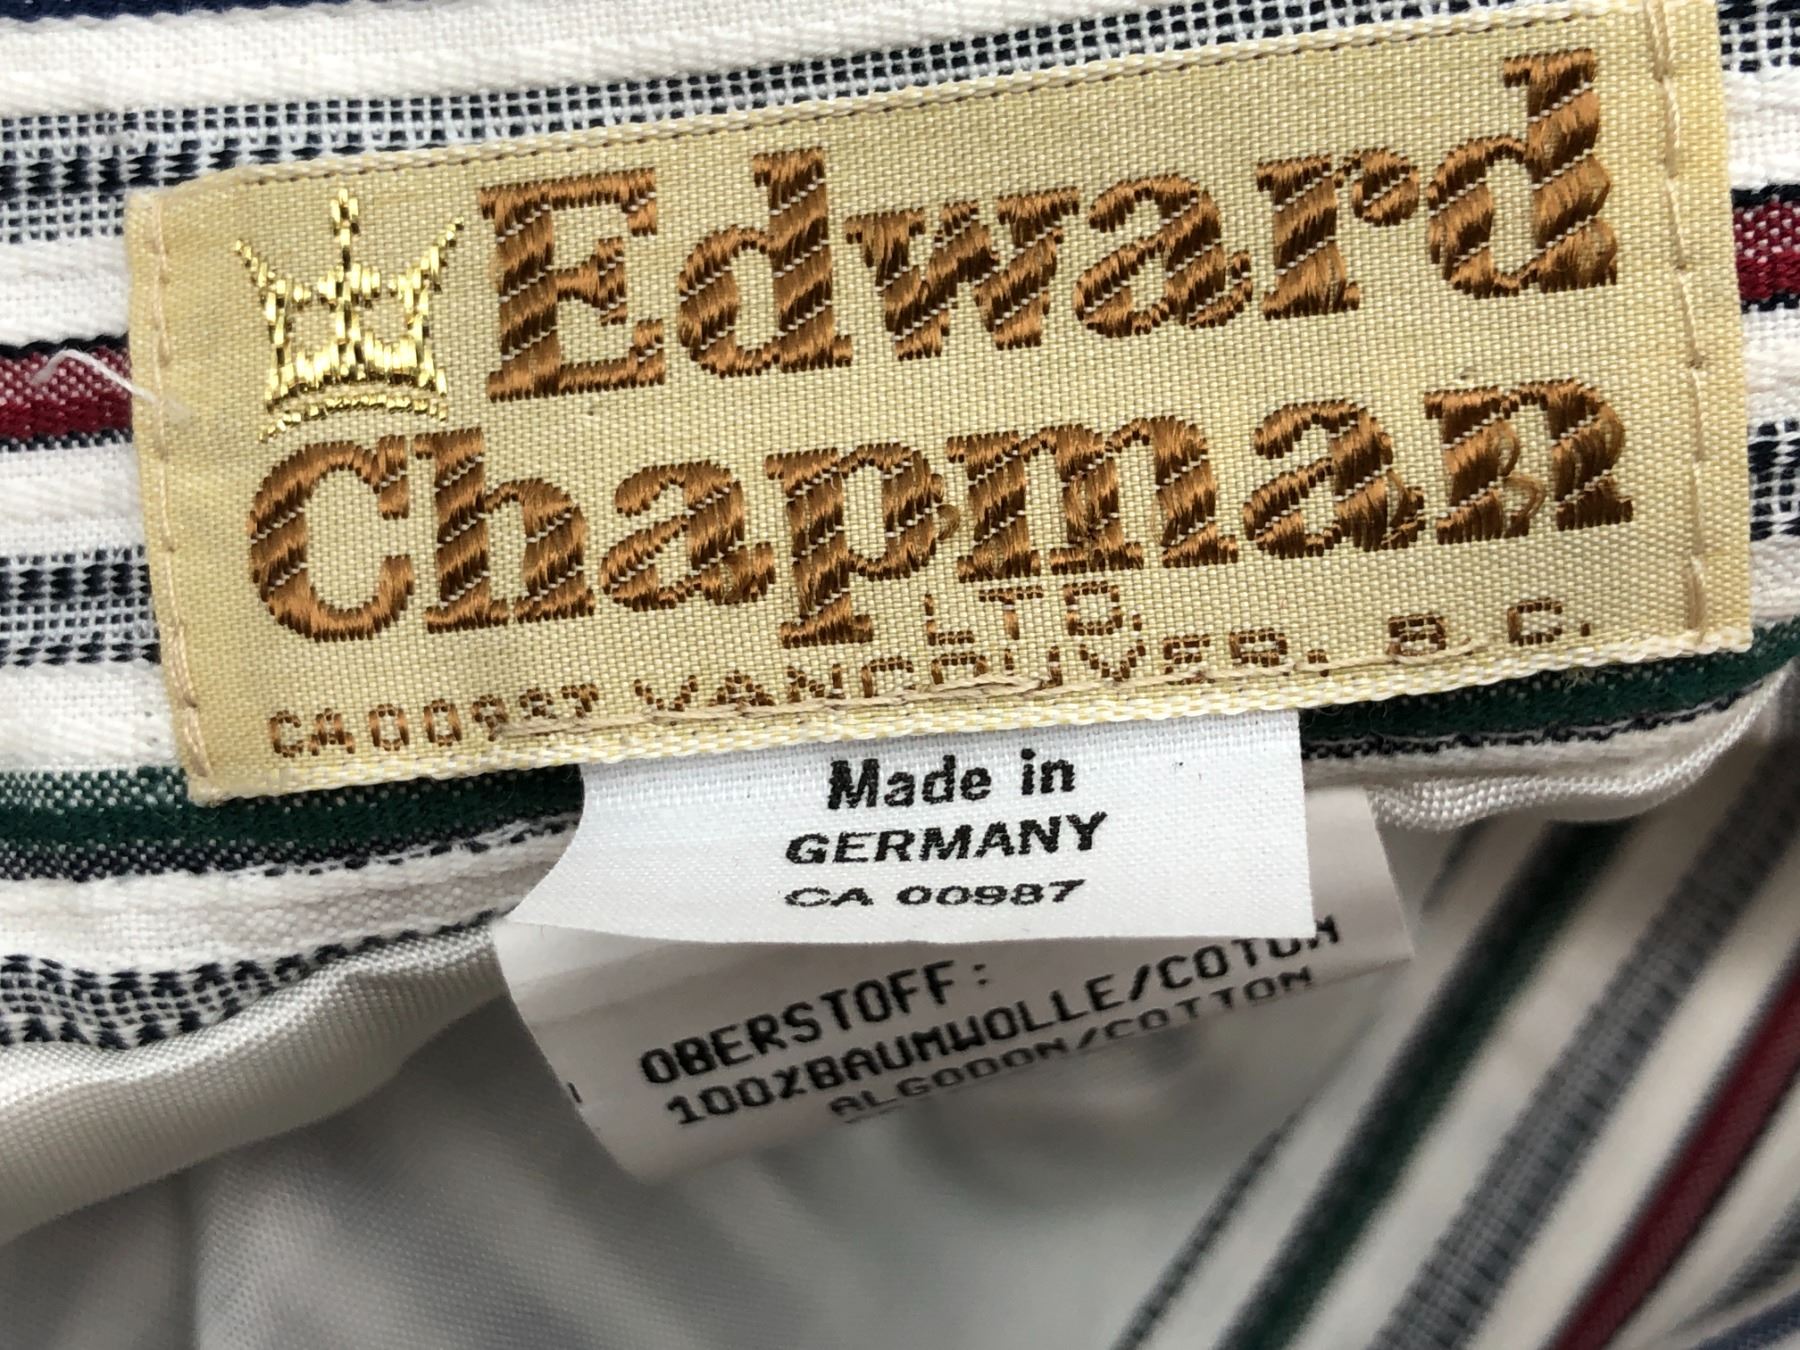 Edward
Chapman
LTD.
CA00987 VANCOUVER, B.C.
Made in
GERMANY
CA 00987
OBERSTOFF:
100%BAUMWOLLE/COTON
ALGODON/COTTON